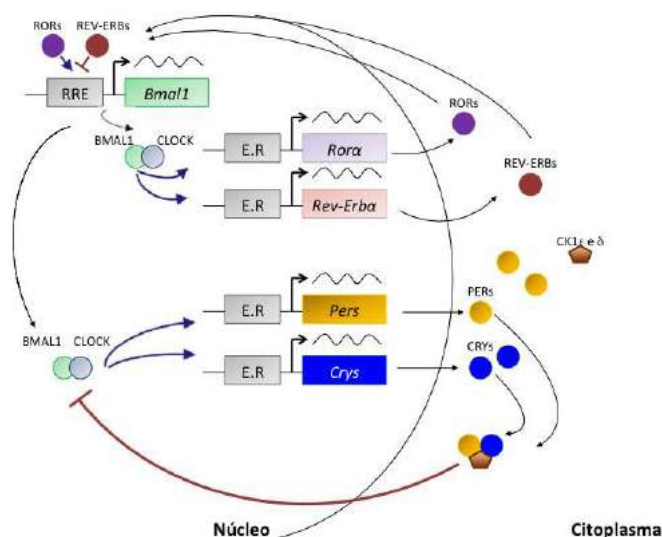 RORs REV-ERBs
RRE Bmal1
RORs
BMAL1 CLOCK
E.R Rorα
REV-ERBs
E.R Rev-Erbα
CK1ε e δ
PERs
E.R Pers
BMAL1 CLOCK
CRYs
E.R Crys
Núcleo Citoplasma